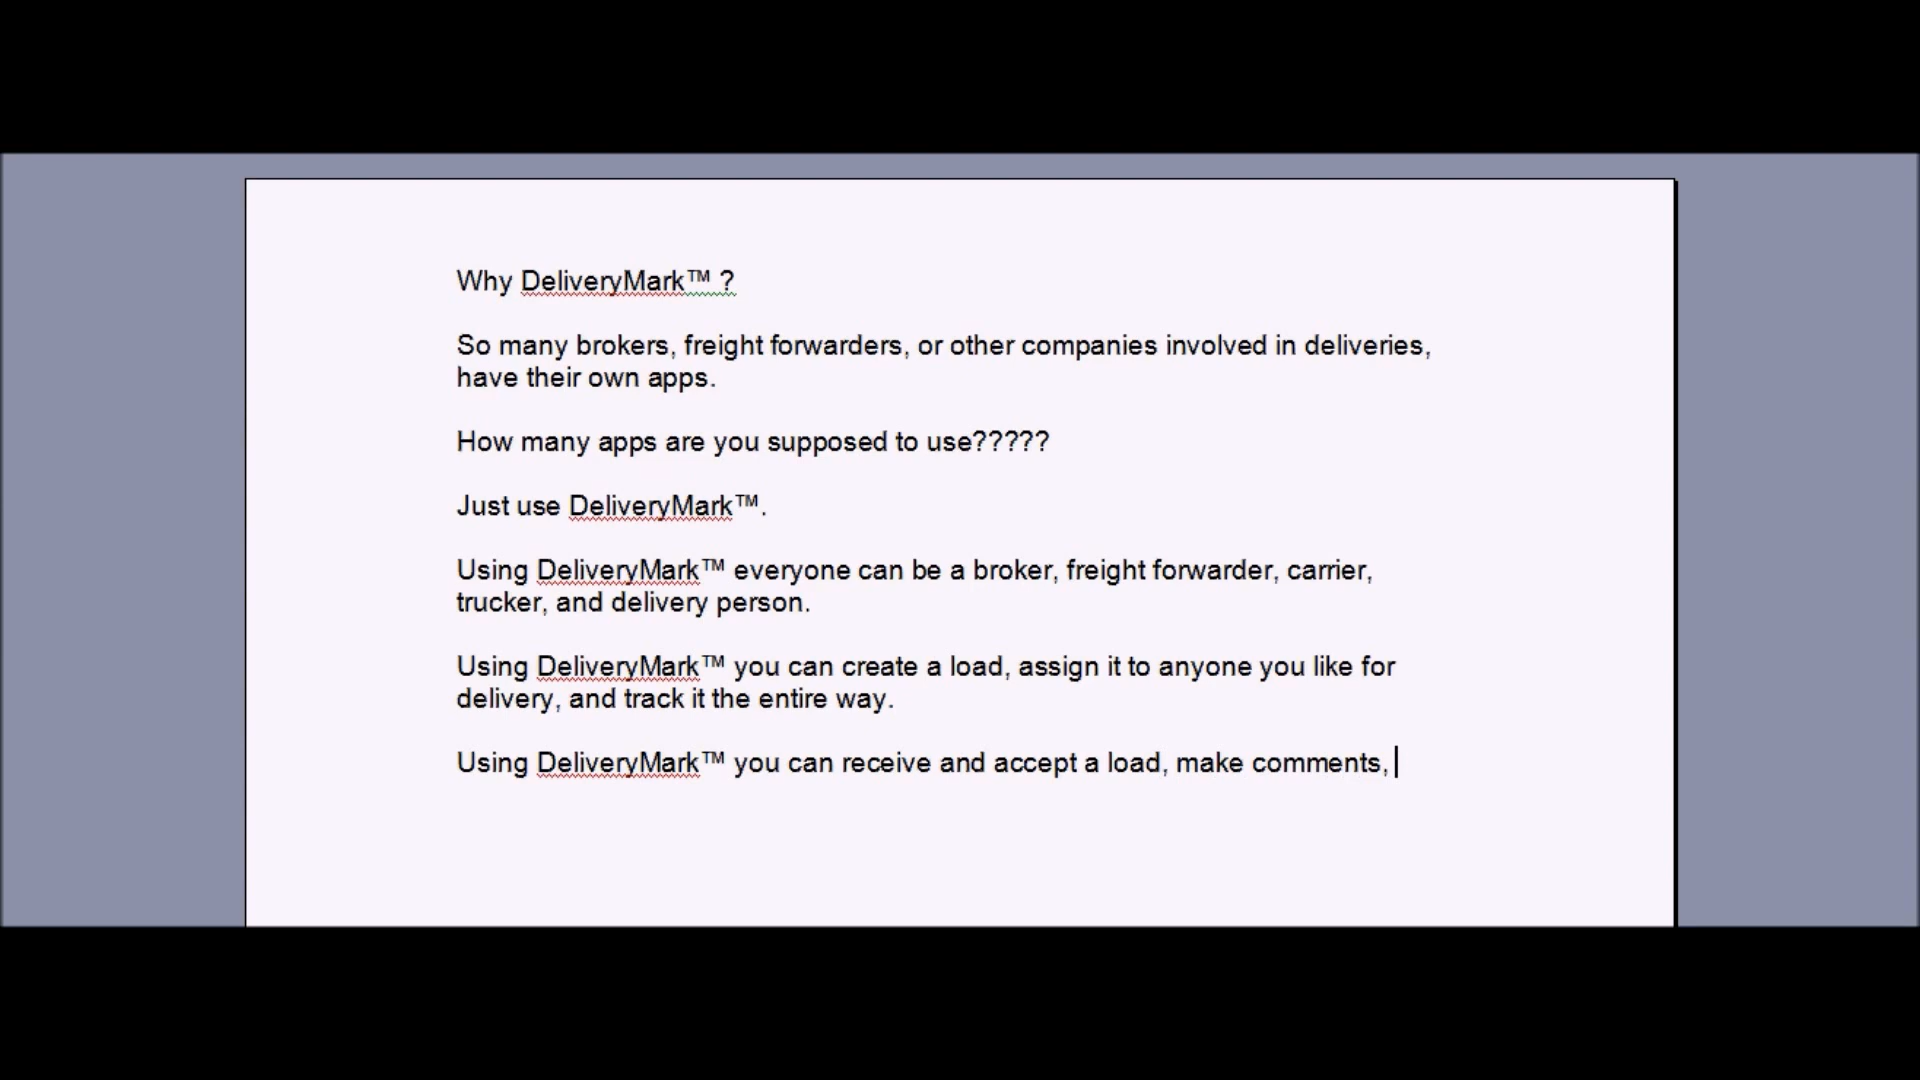 Why DeliveryMark™ ?
So many brokers, freight forwarders, or other companies involved in deliveries,
have their own apps.
How many apps are you supposed to use?????
Just use DeliveryMark™.
Using DeliveryMark™ everyone can be a broker, freight forwarder, carrier,
trucker, and delivery person.
Using DeliveryMark™ you can create a load, assign it to anyone you like for
delivery, and track it the entire way.
Using DeliveryMark™ you can receive and accept a load, make comments,